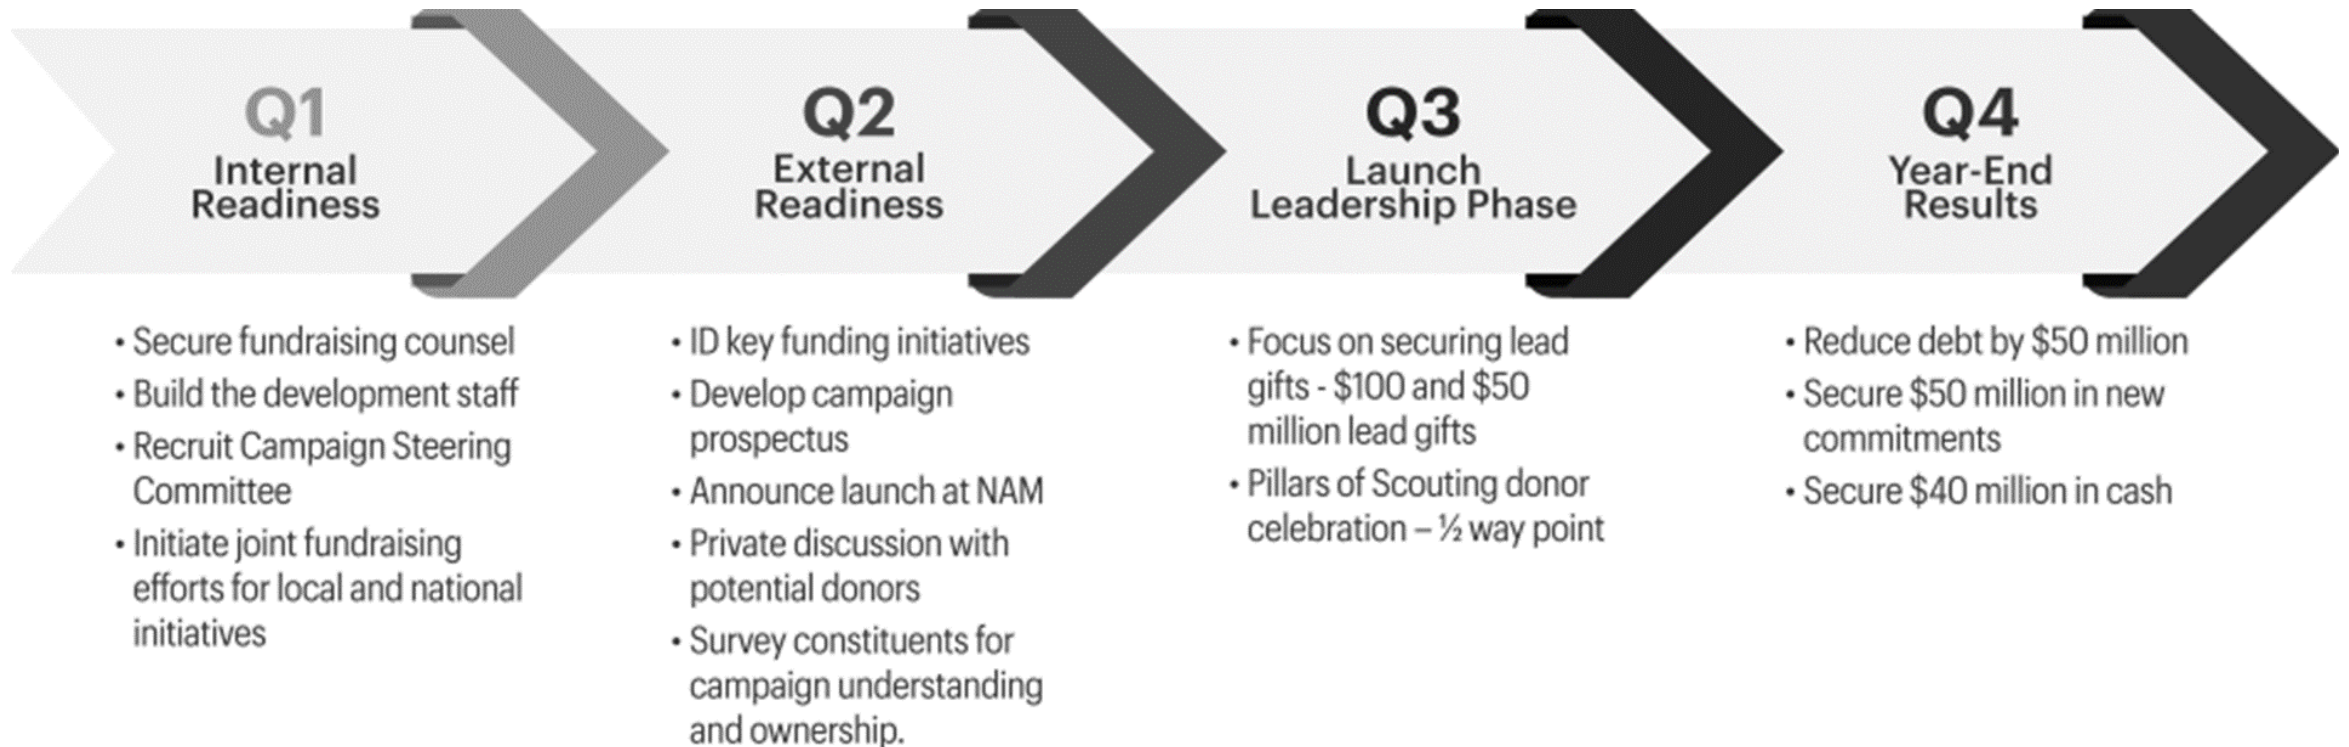 Q1
Internal
Readiness
• Secure fundraising counsel
• Build the development staff
• Recruit Campaign Steering
Committee
• Initiate joint fundraising
efforts for local and national
initiatives
Q2
External
Readiness
• ID key funding initiatives
• Develop campaign
prospectus
• Announce launch at NAM
• Private discussion with
potential donors
• Survey constituents for
campaign understanding
and ownership.
Q3
Launch
Leadership Phase
• Focus on securing lead
gifts - $100 and $50
million lead gifts
• Pillars of Scouting donor
celebration – ½ way point
Q4
Year-End
Results
• Reduce debt by $50 million
• Secure $50 million in new
commitments
• Secure $40 million in cash